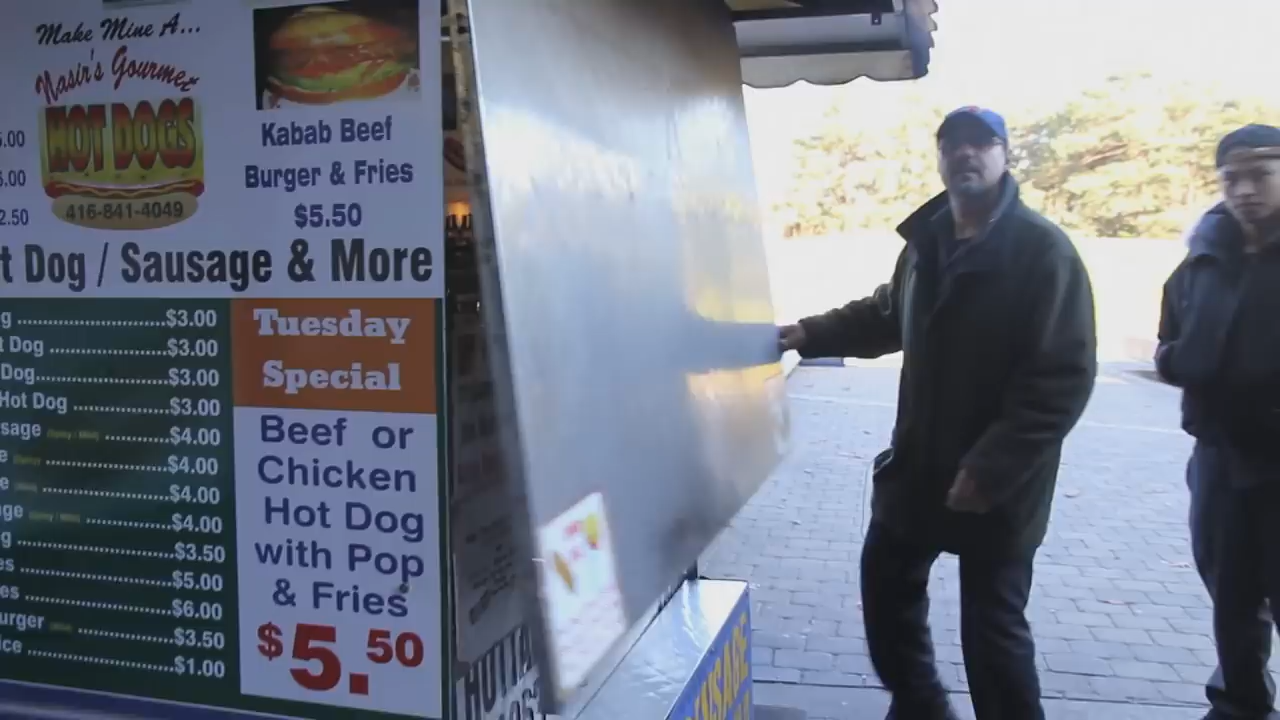 Make Mine A...
Nasir's Gourmet
HOT DOGS
416-841-4049
5.00
6.00
2.50
Kabab Beef
Burger & Fries
$5.50
t Dog / Sausage & More
g ........................$3.00
t Dog ...................$3.00
Dog......................$3.00
Hot Dog ..............$3.00
sage ..............$4.00
e ..................$4.00
e ..................$4.00
ge ................$4.00
g ........................$3.50
es .......................$5.00
es .......................$6.00
urger ...................$3.50
ice .......................$1.00
Tuesday
Special
Beef or
Chicken
Hot Dog
with Pop
& Fries
$5.50